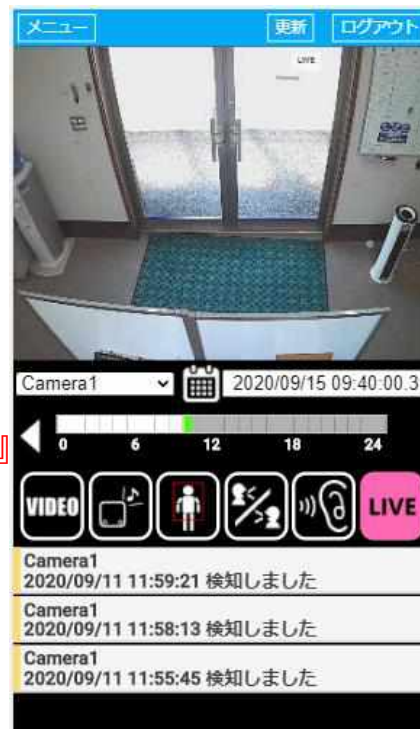 メニュー 更新 ログアウト
LIVE
Camera1 2020/09/15 09:40:00.3
』
0 6 12 18 24
VIDEO LIVE
Camera1
2020/09/11 11:59:21 検知しました
Camera1
2020/09/11 11:58:13 検知しました
Camera1
2020/09/11 11:55:45 検知しました